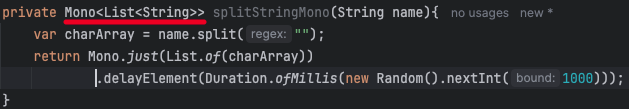 private Mono<List<String>> splitStringMono(String name){ no usages new *
var charArray = name.split( regex: "");
return Mono.just(List.of(charArray))
.delayElement(Duration.ofMillis(new Random().nextInt( bound: 1000)));
}